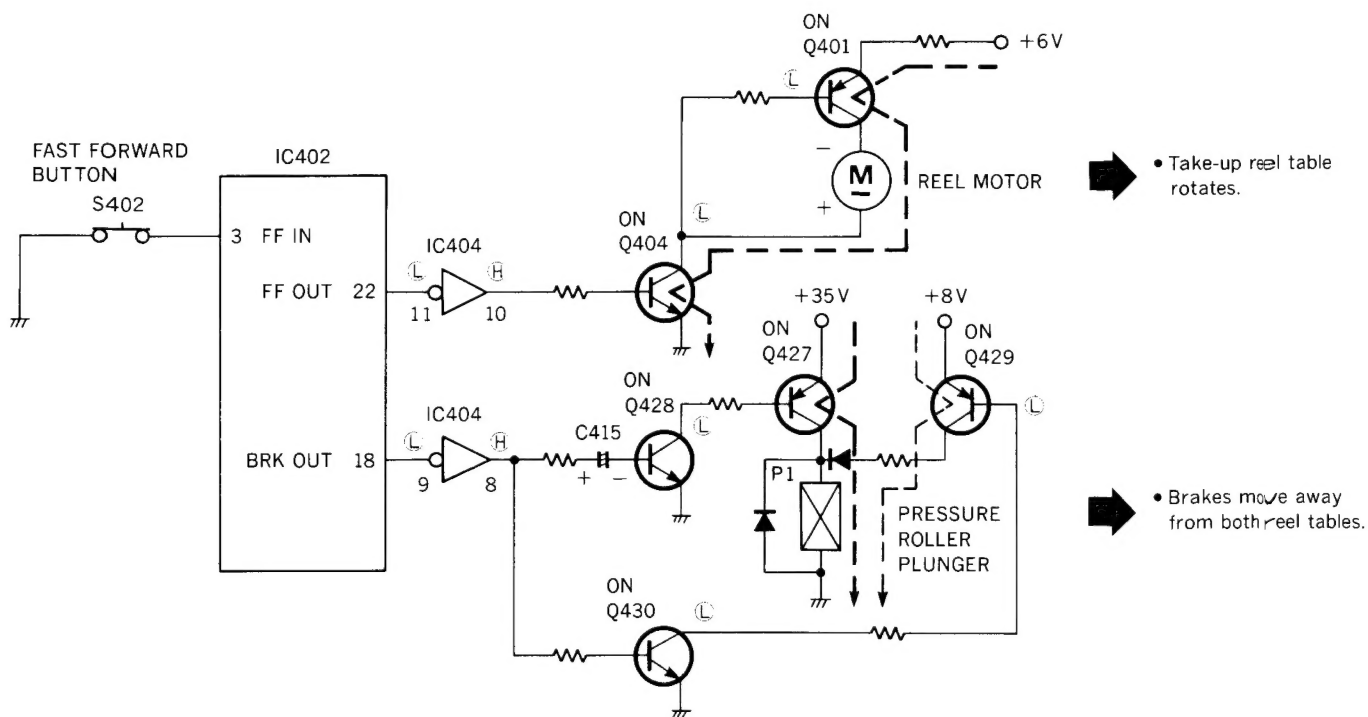 ON
Q401
+6V
Ⓛ
FAST FORWARD
BUTTON
S402
IC402
3 FF IN
FF OUT 22
BRK OUT 18
Ⓛ
IC404
Ⓗ
11
10
ON
Q404
Ⓛ
-
M
+
REEL MOTOR
• Take-up reel table
rotates.
+35V
ON
Q427
+8V
ON
Q429
Ⓛ
Ⓛ
IC404
Ⓗ
9
8
C415
+
-
ON
Q428
Ⓛ
P1
PRESSURE
ROLLER
PLUNGER
• Brakes move away
from both reel tables.
ON
Q430
Ⓛ